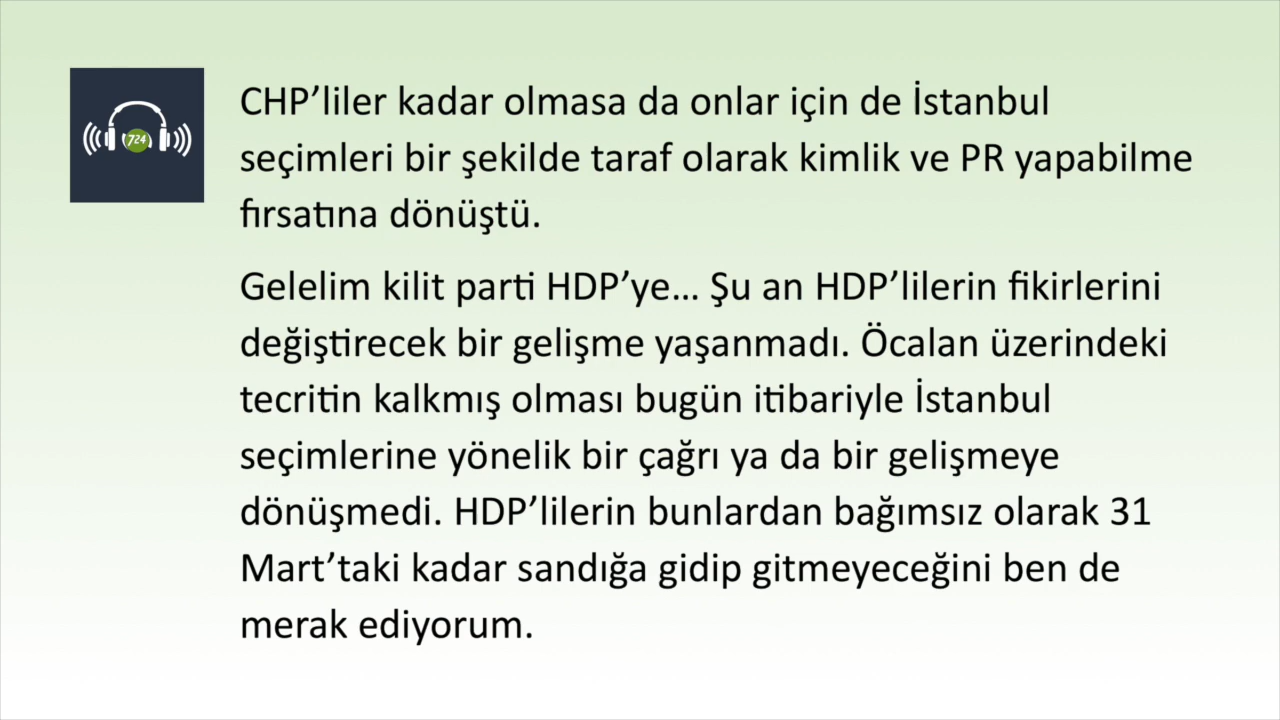 724
CHP’liler kadar olmasa da onlar için de İstanbul
seçimleri bir şekilde taraf olarak kimlik ve PR yapabilme
fırsatına dönüştü.
Gelelim kilit parti HDP’ye… Şu an HDP’lilerin fikirlerini
değiştirecek bir gelişme yaşanmadı. Öcalan üzerindeki
tecritin kalkmış olması bugün itibariyle İstanbul
seçimlerine yönelik bir çağrı ya da bir gelişmeye
dönüşmedi. HDP’lilerin bunlardan bağımsız olarak 31
Mart’taki kadar sandığa gidip gitmeyeceğini ben de
merak ediyorum.